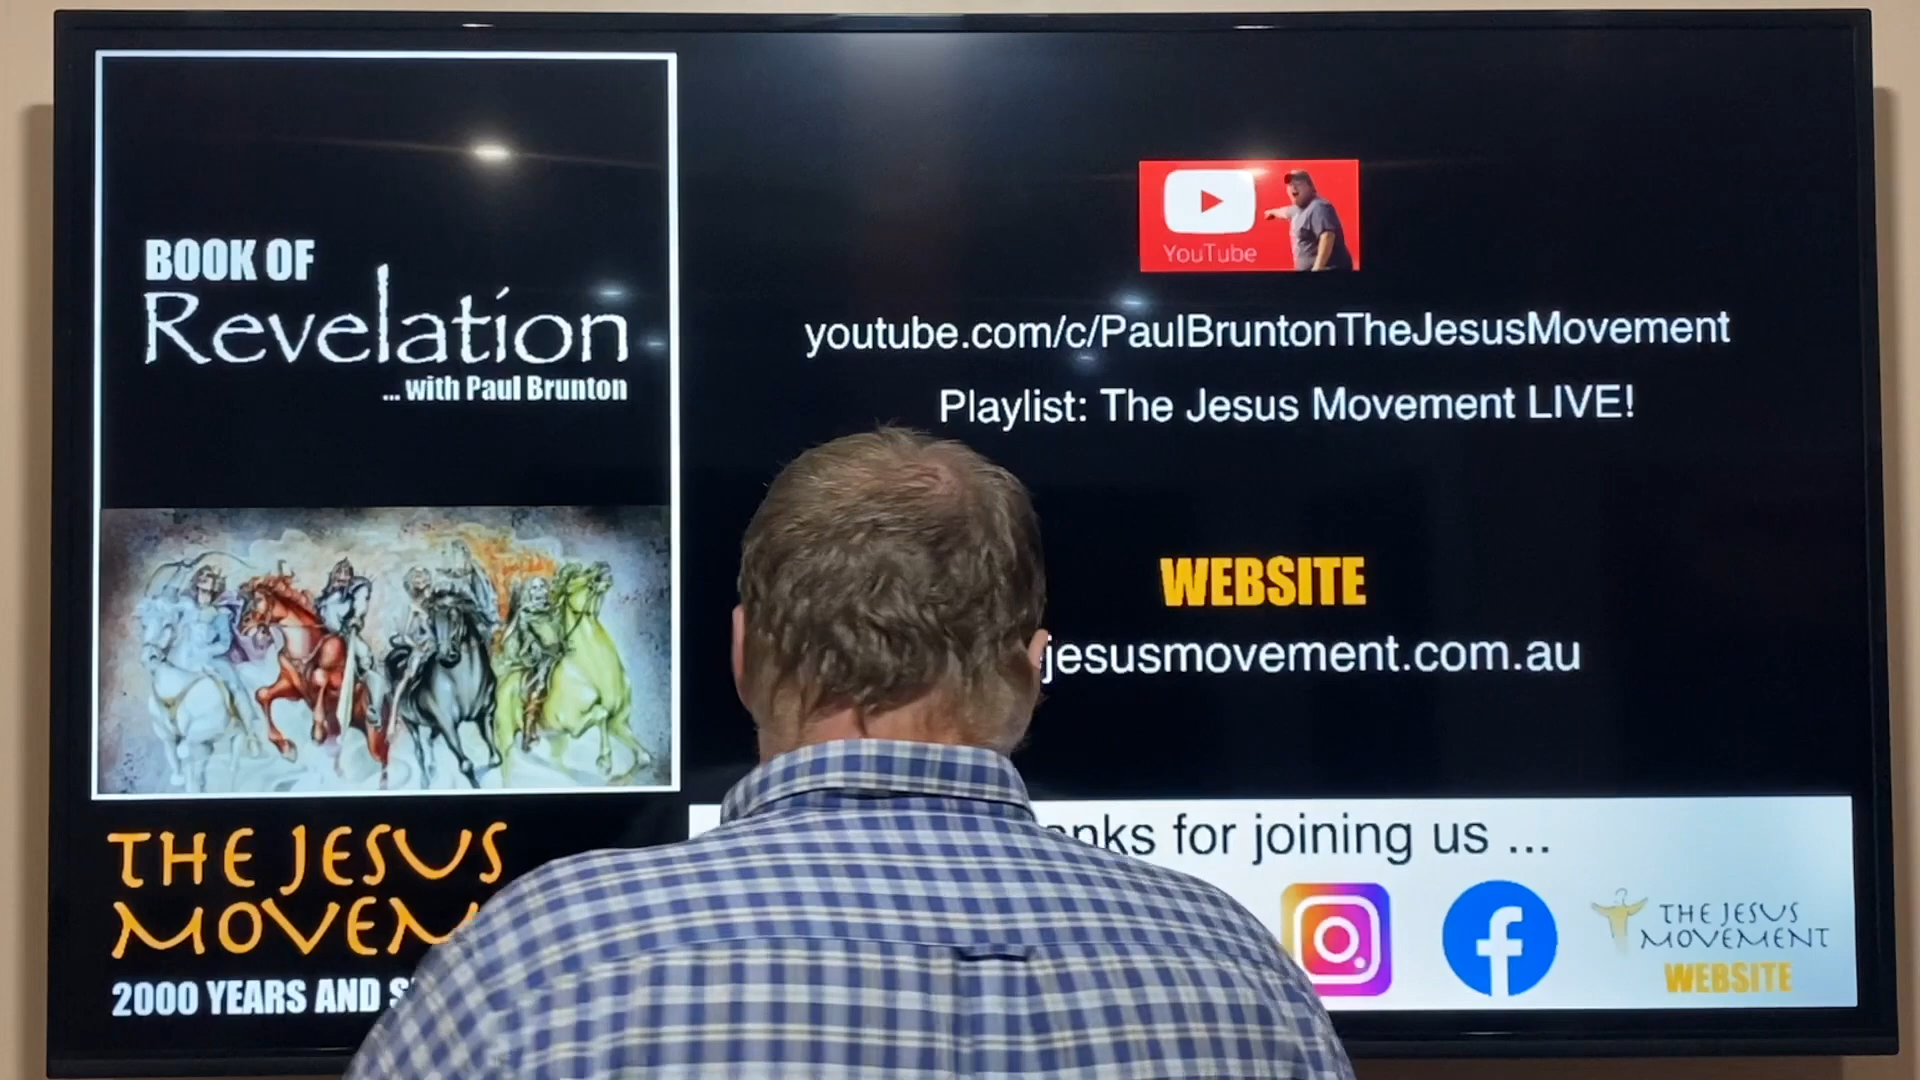 BOOK OF
Revelation
... with Paul Brunton
THE JESUS
MOVEM
2000 YEARS AND
YouTube
youtube.com/c/PaulBruntonTheJesusMovement
Playlist: The Jesus Movement LIVE!
WEBSITE
jesusmovement.com.au
for joining us ...
THE JESUS
MOVEMENT
WEBSITE